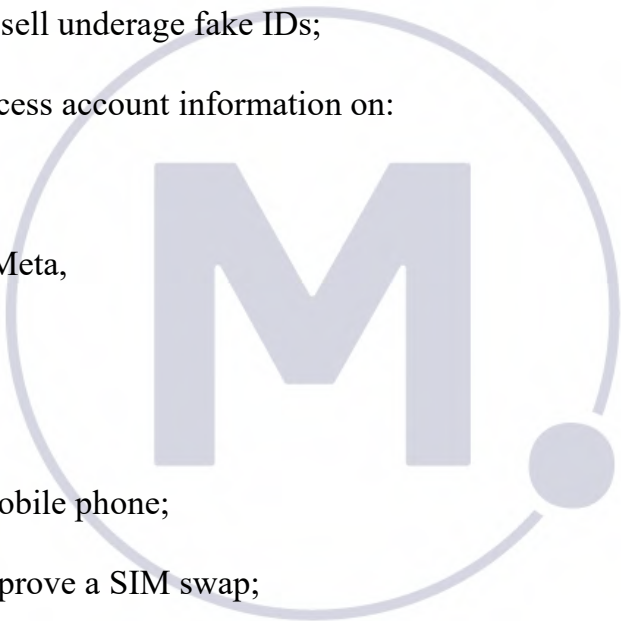 sell underage fake IDs;
cess account information on:
Meta,
M.
obile phone;
prove a SIM swap;